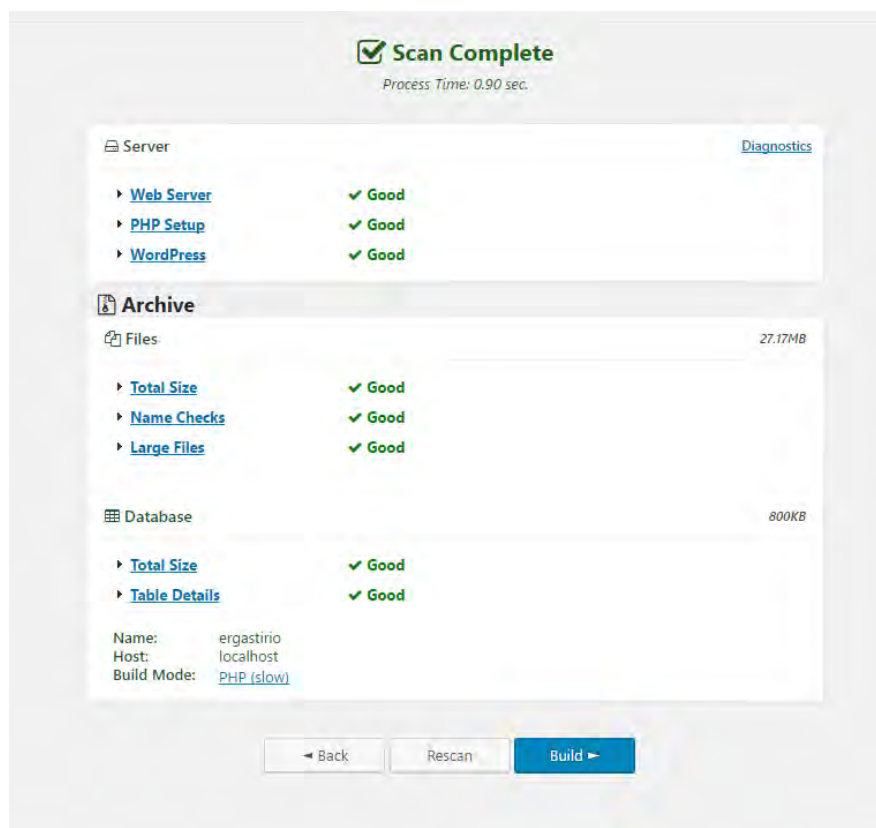 Scan Complete
Process Time: 0.90 sec.
Server Diagnostics
Web Server Good
PHP Setup Good
WordPress Good
Archive
Files 27.17MB
Total Size Good
Name Checks Good
Large Files Good
Database 800KB
Total Size Good
Table Details Good
Name: ergastirio
Host: localhost
Build Mode: PHP (slow)
◄ Back Rescan Build ►